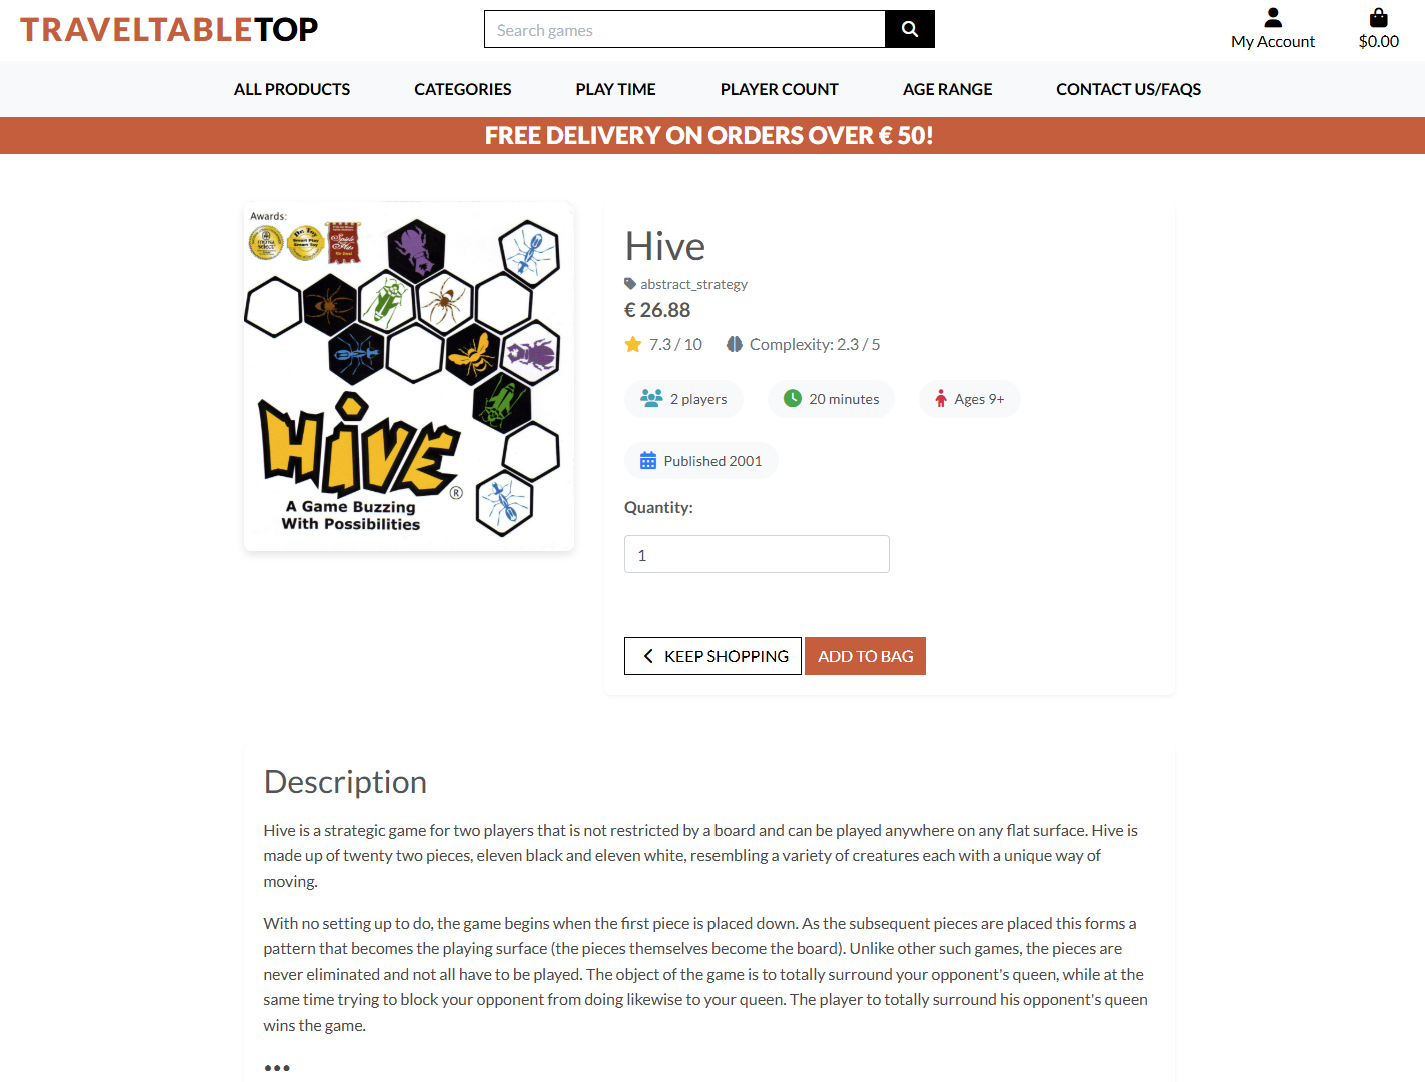 TRAVELTABLETOP
Search games
My Account
$0.00
ALL PRODUCTS
CATEGORIES
PLAY TIME
PLAYER COUNT
AGE RANGE
CONTACT US/FAQS
FREE DELIVERY ON ORDERS OVER € 50!
Awards:
HIVE®
A Game Buzzing
With Possibilities
Hive
abstract_strategy
€ 26.88
7.3 / 10
Complexity: 2.3 / 5
2 players
20 minutes
Ages 9+
Published 2001
Quantity:
1
KEEP SHOPPING
ADD TO BAG
Description
Hive is a strategic game for two players that is not restricted by a board and can be played anywhere on any flat surface. Hive is
made up of twenty two pieces, eleven black and eleven white, resembling a variety of creatures each with a unique way of
moving.
With no setting up to do, the game begins when the first piece is placed down. As the subsequent pieces are placed this forms a
pattern that becomes the playing surface (the pieces themselves become the board). Unlike other such games, the pieces are
never eliminated and not all have to be played. The object of the game is to totally surround your opponent's queen, while at the
same time trying to block your opponent from doing likewise to your queen. The player to totally surround his opponent's queen
wins the game.
•••